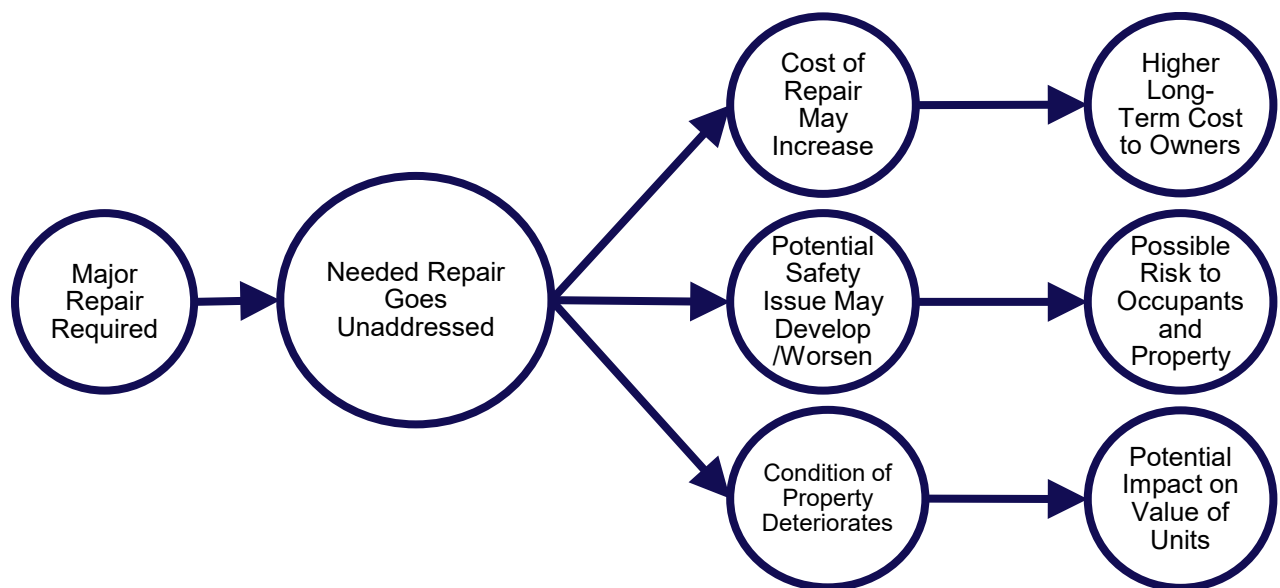 Major
Repair
Required
Needed Repair
Goes
Unaddressed
Cost of
Repair
May
Increase
Higher
Long-
Term Cost
to Owners
Potential
Safety
Issue May
Develop
/Worsen
Possible
Risk to
Occupants
and
Property
Condition of
Property
Deteriorates
Potential
Impact on
Value of
Units